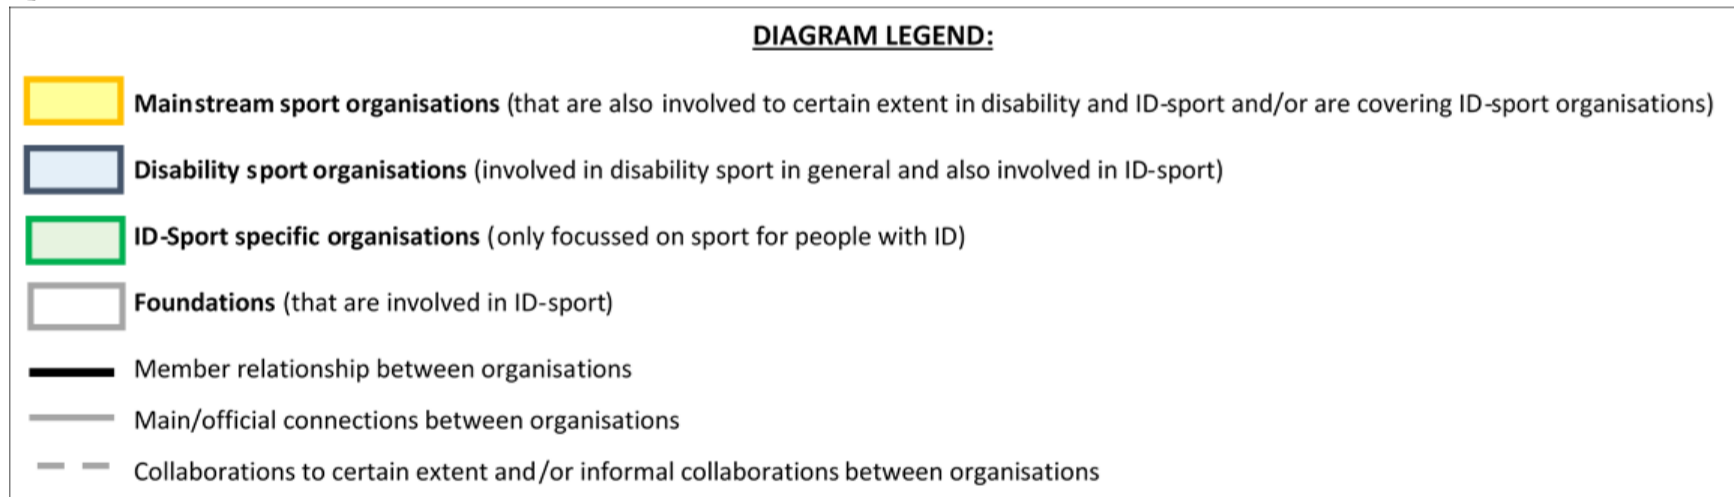 DIAGRAM LEGEND:
Mainstream sport organisations (that are also involved to certain extent in disability and ID-sport and/or are covering ID-sport organisations)
Disability sport organisations (involved in disability sport in general and also involved in ID-sport)
ID-Sport specific organisations (only focussed on sport for people with ID)
Foundations (that are involved in ID-sport)
Member relationship between organisations
Main/official connections between organisations
Collaborations to certain extent and/or informal collaborations between organisations